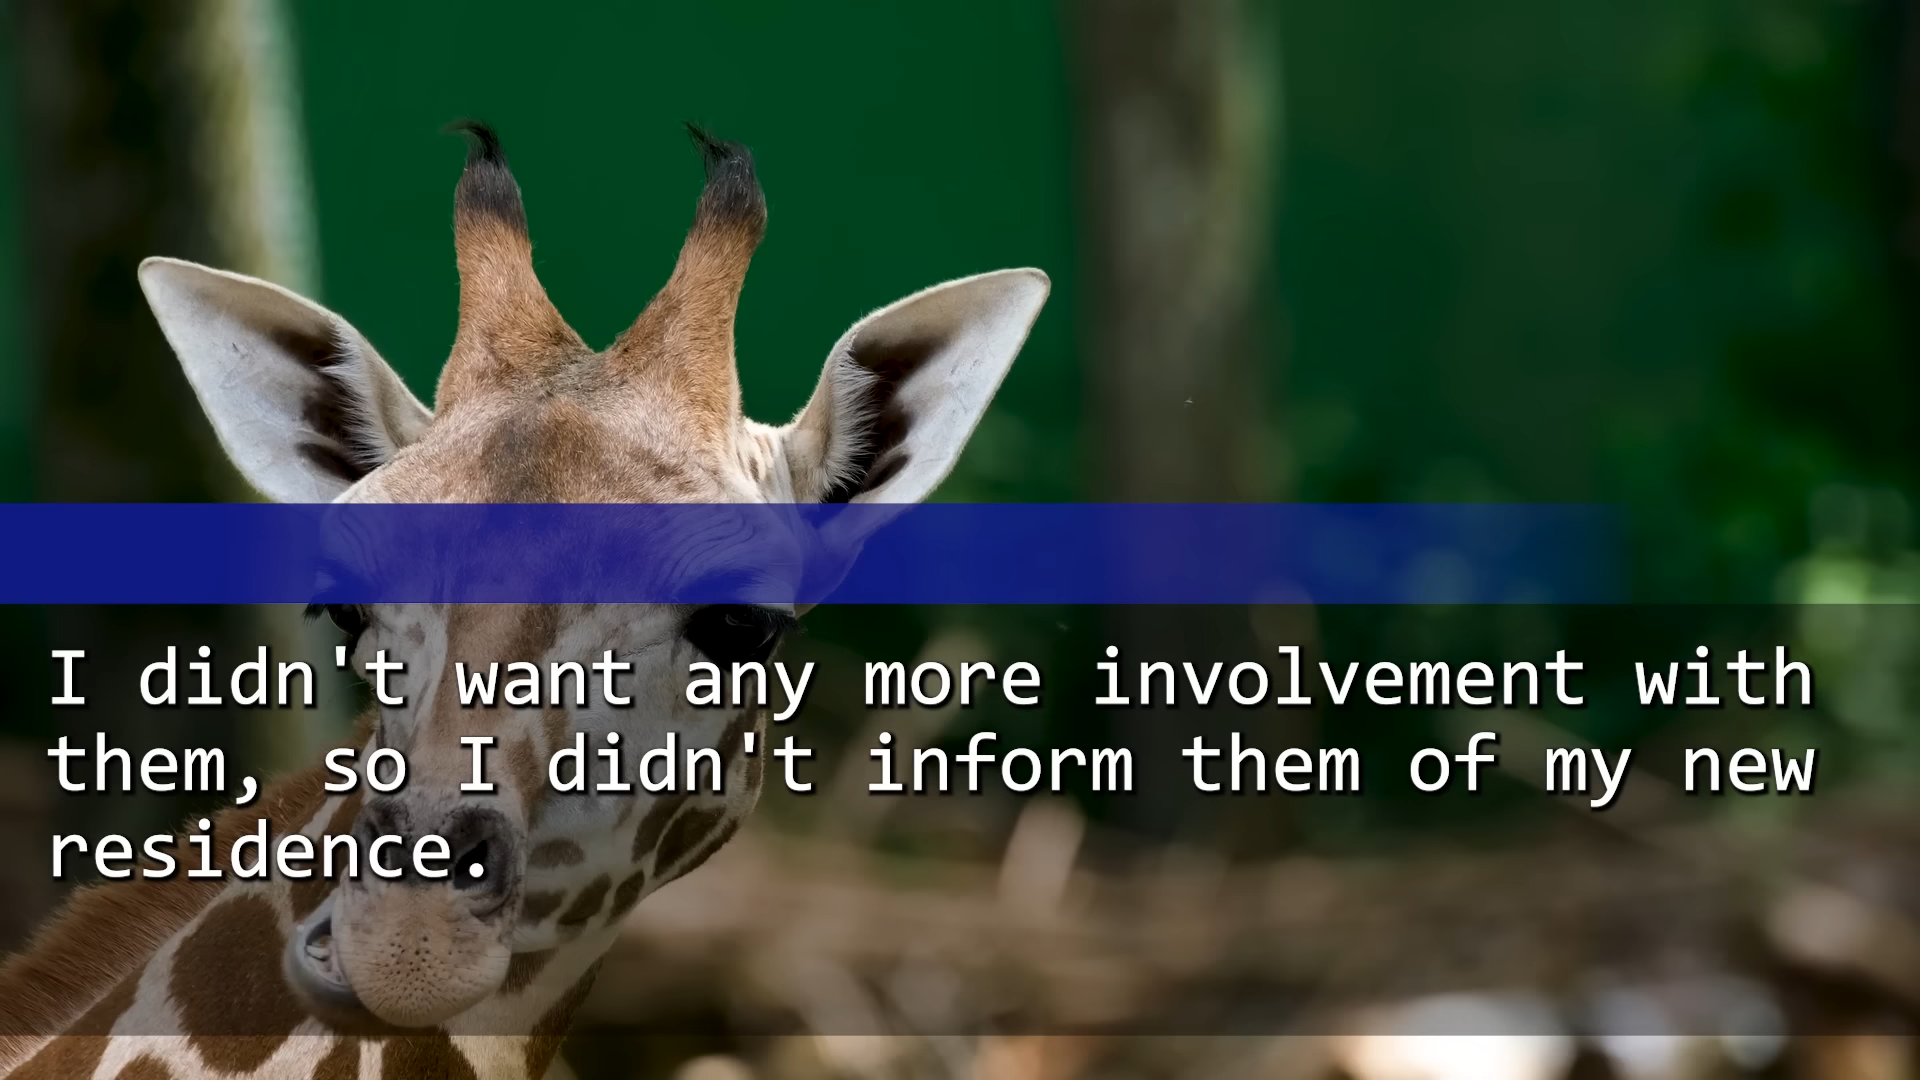 I didn't want any more involvement with
them, so I didn't inform them of my new
residence.